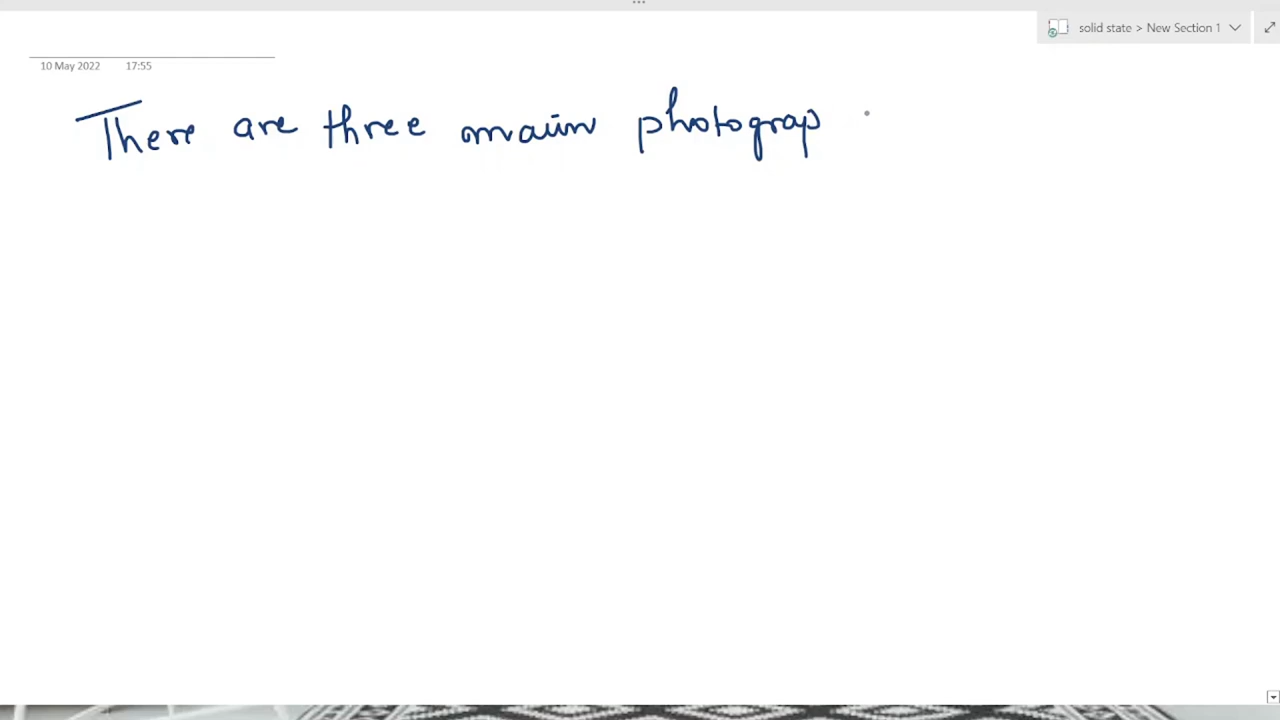 solid state > New Section 1
10 May 2022 17:55
There are three main photograp